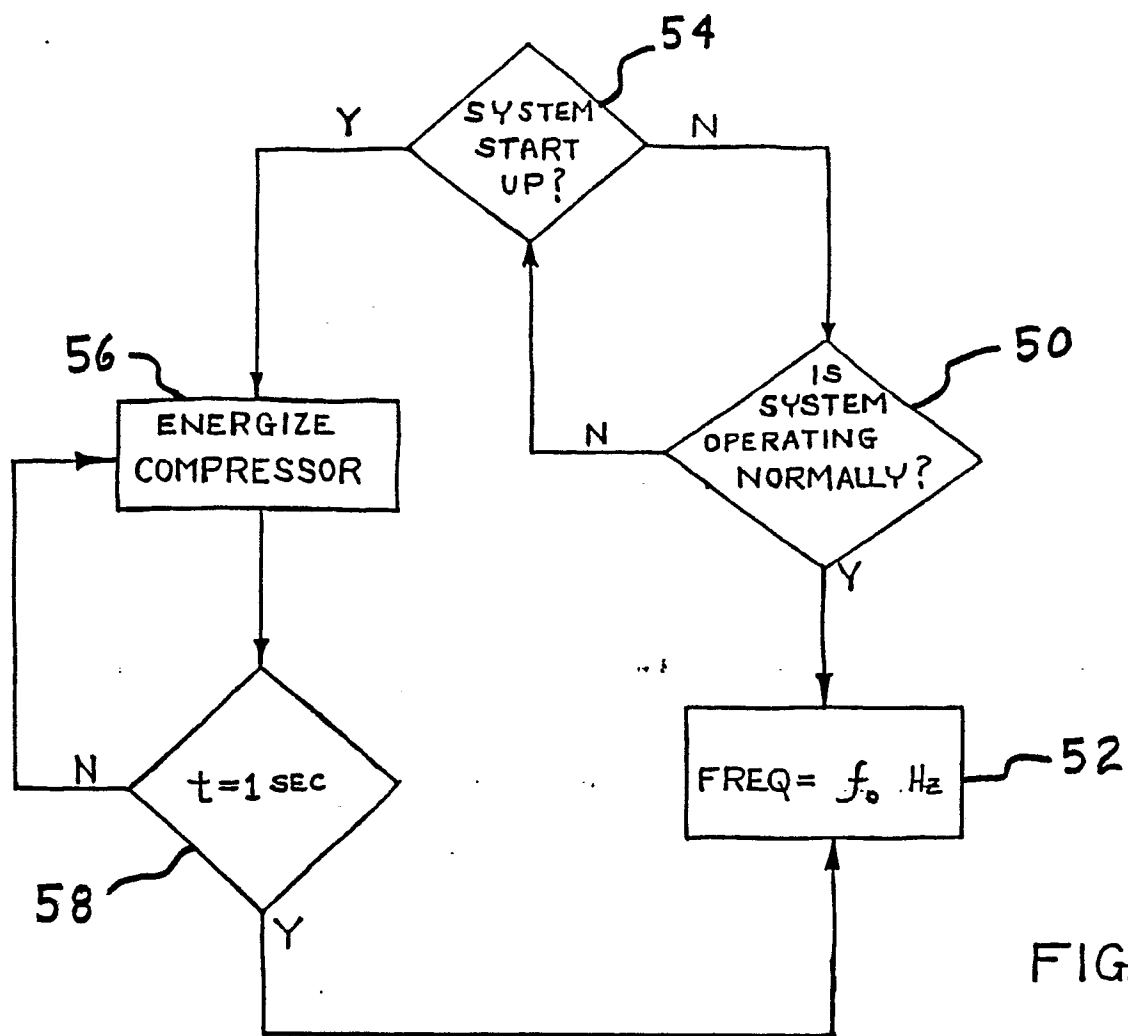 54
SYSTEM
START
UP?
Y
N
56
ENERGIZE
COMPRESSOR
50
IS
SYSTEM
OPERATING
NORMALLY?
N
Y
N
t=1 SEC
58
Y
FREQ= f₀ Hz
52
FIG.